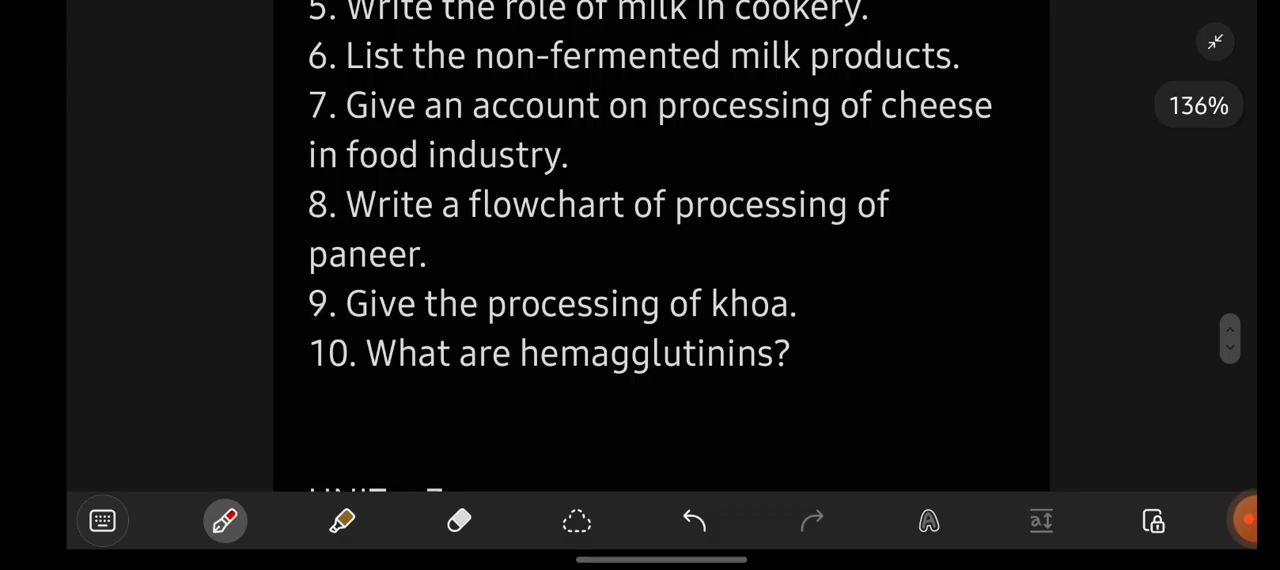 5. Write the role of milk in cookery.
6. List the non-fermented milk products.
7. Give an account on processing of cheese
in food industry.
8. Write a flowchart of processing of
paneer.
9. Give the processing of khoa.
10. What are hemagglutinins?
136%